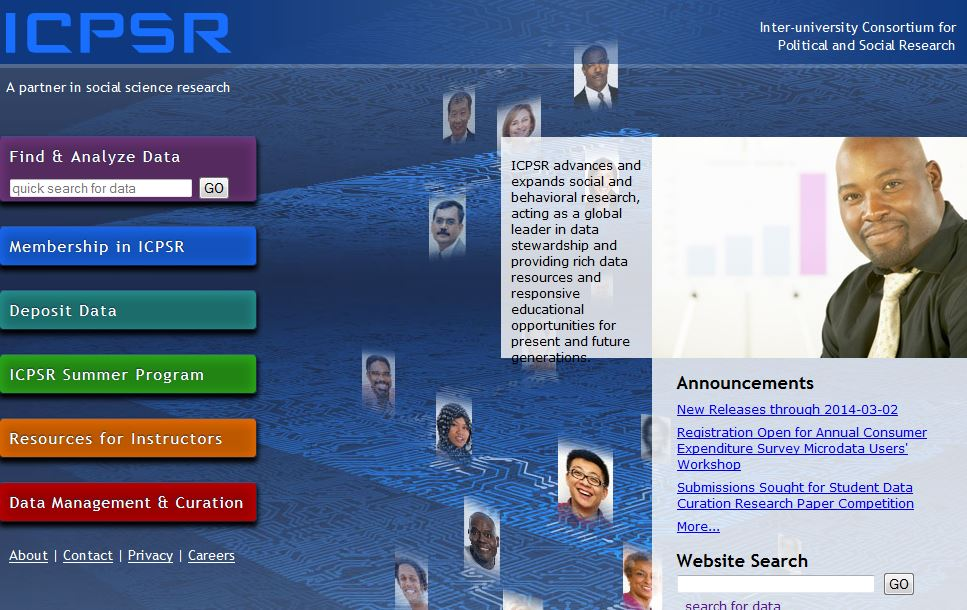 ICPSR
Inter-university Consortium for
Political and Social Research
A partner in social science research
Find & Analyze Data
quick search for data
GO
Membership in ICPSR
Deposit Data
ICPSR Summer Program
Resources for Instructors
Data Management & Curation
About | Contact | Privacy | Careers
ICPSR advances and
expands social and
behavioral research,
acting as a global
leader in data
stewardship and
providing rich data
resources and
responsive
educational
opportunities for
present and future
generations.
Announcements
New Releases through 2014-03-02
Registration Open for Annual Consumer
Expenditure Survey Microdata Users'
Workshop
Submissions Sought for Student Data
Curation Research Paper Competition
More...
Website Search
GO
search for data